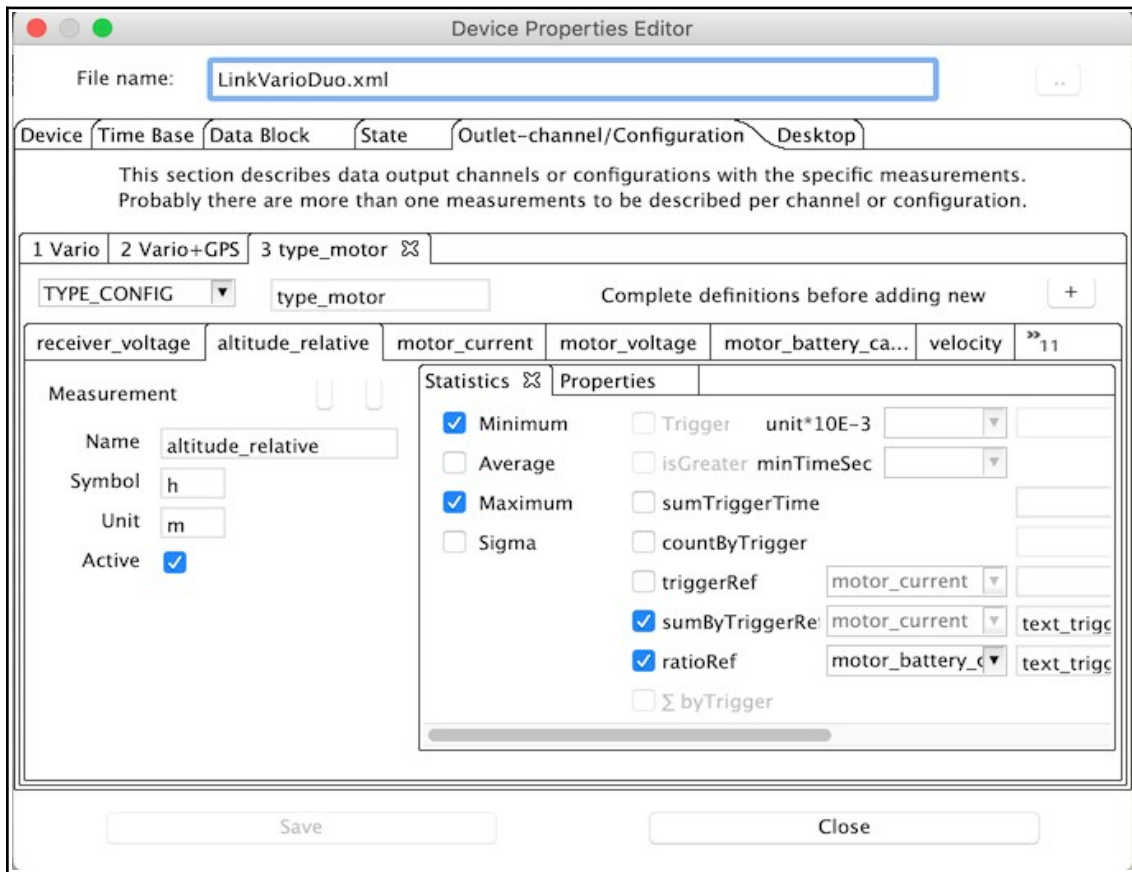 Device Properties Editor
File name: LinkVarioDuo.xml ..
Device Time Base Data Block State Outlet-channel/Configuration Desktop
This section describes data output channels or configurations with the specific measurements.
Probably there are more than one measurements to be described per channel or configuration.
1 Vario 2 Vario+GPS 3 type_motor
TYPE_CONFIG type_motor Complete definitions before adding new +
receiver_voltage altitude_relative motor_current motor_voltage motor_battery_ca... velocity »11
Statistics Properties
Measurement
Minimum Trigger unit*10E-3
Name altitude_relative
Average isGreater minTimeSec
Symbol h
Maximum sumTriggerTime
Unit m
Sigma countByTrigger
Active
triggerRef motor_current
sumByTriggerRe motor_current text_trigg
ratioRef motor_battery_c text_trigg
Σ byTrigger
Save Close